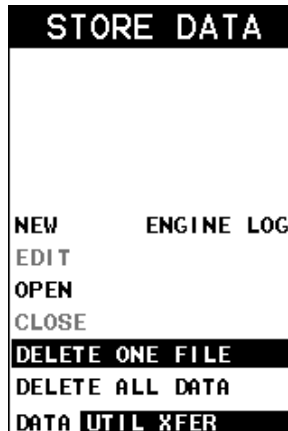 STORE DATA
NEW ENGINE LOG
EDIT
OPEN
CLOSE
DELETE ONE FILE
DELETE ALL DATA
DATA UTIL XFER